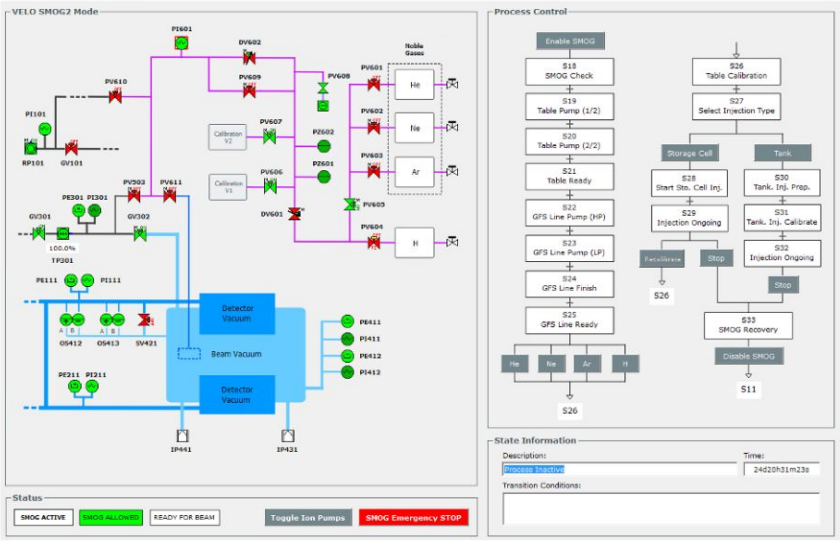 VELO SMOG2 Mode
PI601
DV602
PV609
PV608
Noble
Gases
PV601
He
PV610
PI101
RP101
GV101
Calibration
V2
PV607
PZ602
PV602
Ne
PZ601
PV603
Ar
Calibration
V1
PV606
PV503
PV611
DV601
PV605
PV604
H
PE301
PI301
GV301
GV302
100.0%
TP301
PE111
PI111
A
B
A
B
OS412
OS413
SV421
Detector
Vacuum
Beam Vacuum
Detector
Vacuum
PE411
PI411
PE412
PI412
PE211
PI211
IP441
IP431
Status
SMOG ACTIVE
SMOG ALLOWED
READY FOR BEAM
Toggle Ion Pumps
SMOG Emergency STOP
Process Control
Enable SMOG
S18
SMOG Check
S19
Table Pump (1/2)
S20
Table Pump (2/2)
S21
Table Ready
S22
GFS Line Pump (HP)
S23
GFS Line Pump (LP)
S24
GFS Line Finish
S25
GFS Line Ready
He
Ne
Ar
H
S26
S26
Table Calibration
S27
Select Injection Type
Storage Cell
Tank
S28
Start Sto. Cell Inj.
S29
Injection Ongoing
Recalibrate
Stop
S26
S30
Tank. Inj. Prep.
S31
Tank. Inj. Calibrate
S32
Injection Ongoing
Stop
S33
SMOG Recovery
Disable SMOG
S11
State Information
Description:
Time:
Process Inactive
24d20h31m23s
Transition Conditions: